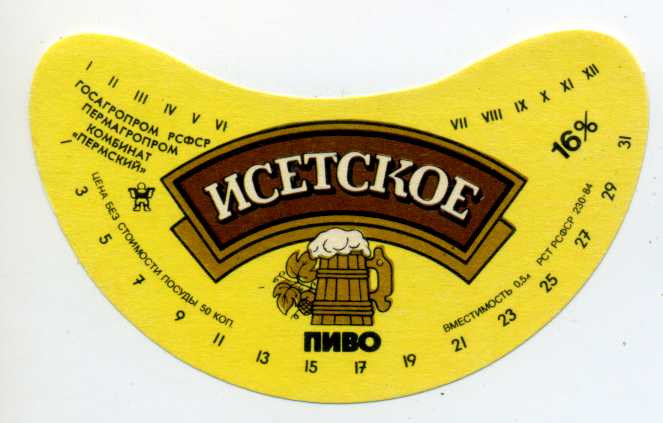 I II III IV V VI
VII VIII IX X XI XII
ГОСАГРОПРОМ РСФСР
ПЕРМАГРОПРОМ
КОМБИНАТ
«ПЕРМСКИЙ»
16%
ИСЕТСКОЕ
ЦЕНА БЕЗ СТОИМОСТИ ПОСУДЫ 50 КОП.
ВМЕСТИМОСТЬ 0,5л РСТ РСФСР 230-84
ПИВО
1 3 5 7 9 11 13 15 17 19 21 23 25 27 29 31